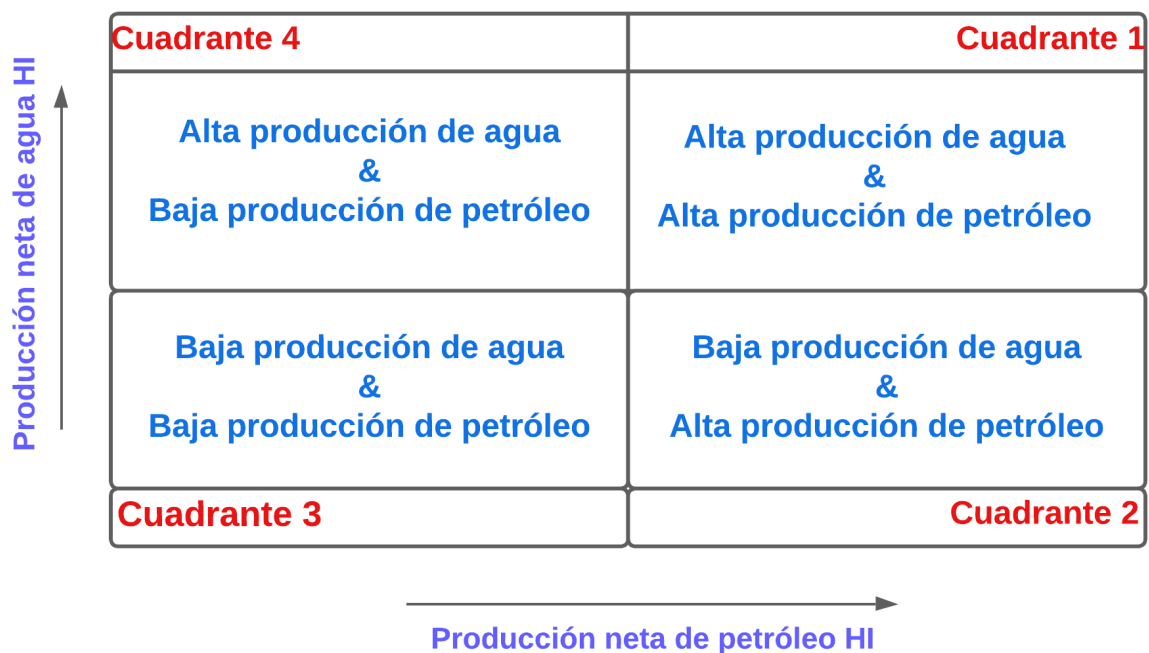 Cuadrante 4
Cuadrante 1
Producción neta de agua HI
Alta producción de agua
&
Baja producción de petróleo
Alta producción de agua
&
Alta producción de petróleo
Baja producción de agua
&
Baja producción de petróleo
Baja producción de agua
&
Alta producción de petróleo
Cuadrante 3
Cuadrante 2
Producción neta de petróleo HI